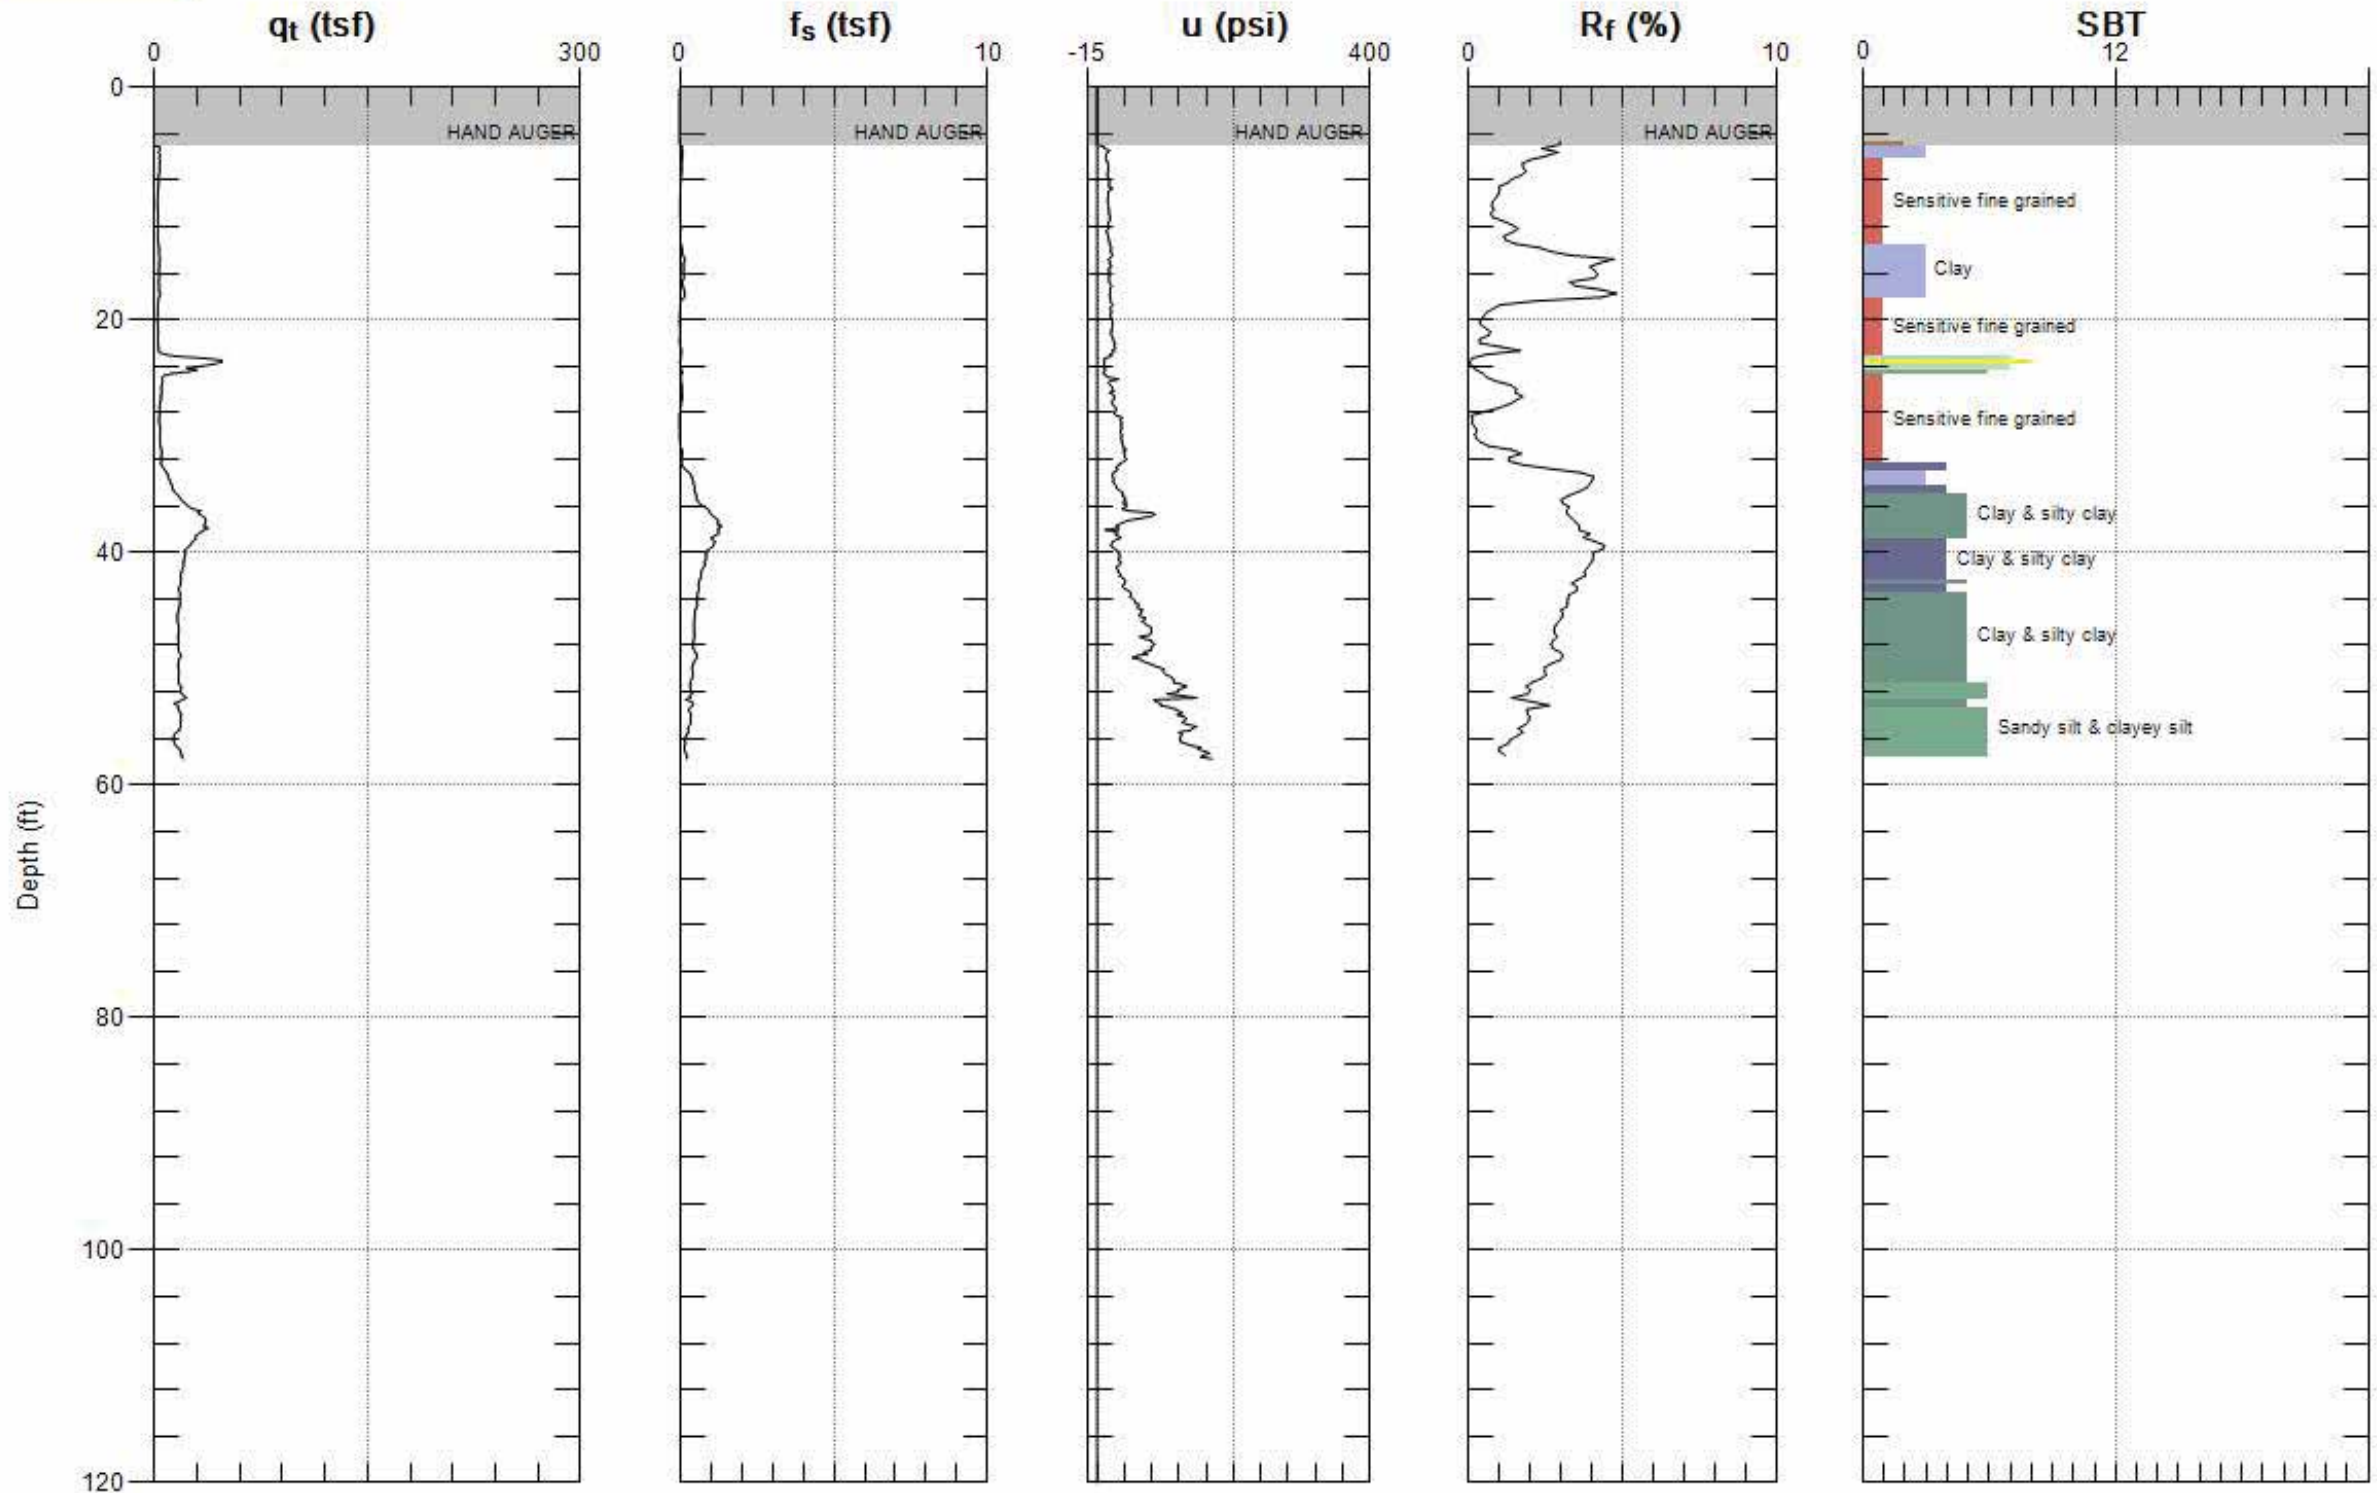 qt (tsf) fs (tsf) u (psi) Rf (%) SBT
0 300 0 10 -15 400 0 10 0 12
0
HAND AUGER HAND AUGER HAND AUGER HAND AUGER
Sensitive fine grained
Clay
20
Sensitive fine grained
Sensitive fine grained
Clay & silty clay
40
Clay & silty clay
Clay & silty clay
Sandy silt & clayey silt
60
Depth (ft)
80
100
120